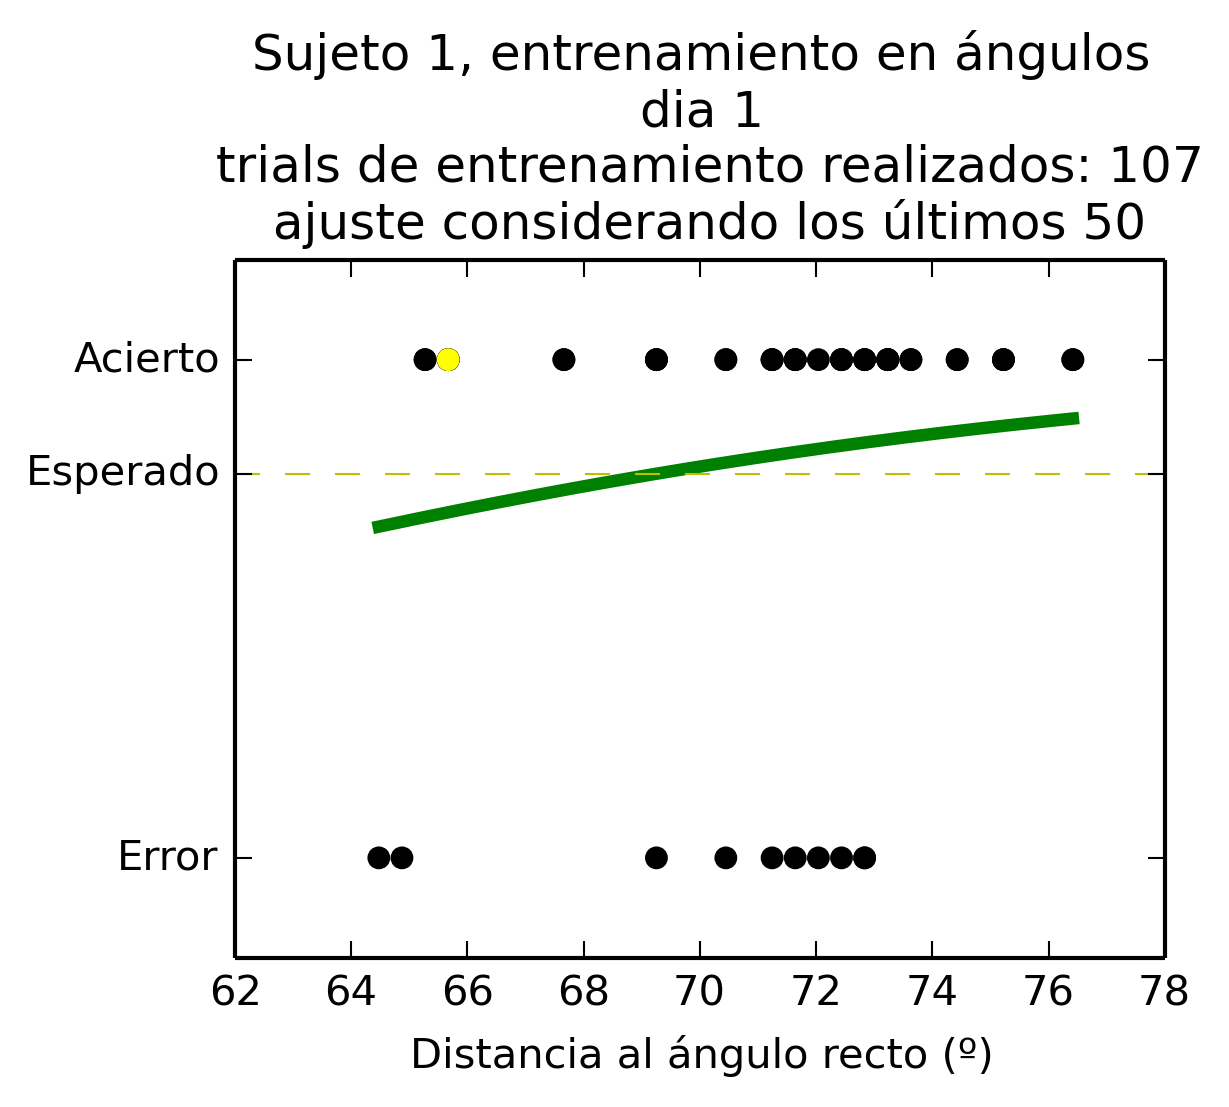 Sujeto 1, entrenamiento en ángulos
dia 1
trials de entrenamiento realizados: 107
ajuste considerando los últimos 50
Acierto
Esperado
Error
62 64 66 68 70 72 74 76 78
Distancia al ángulo recto (º)